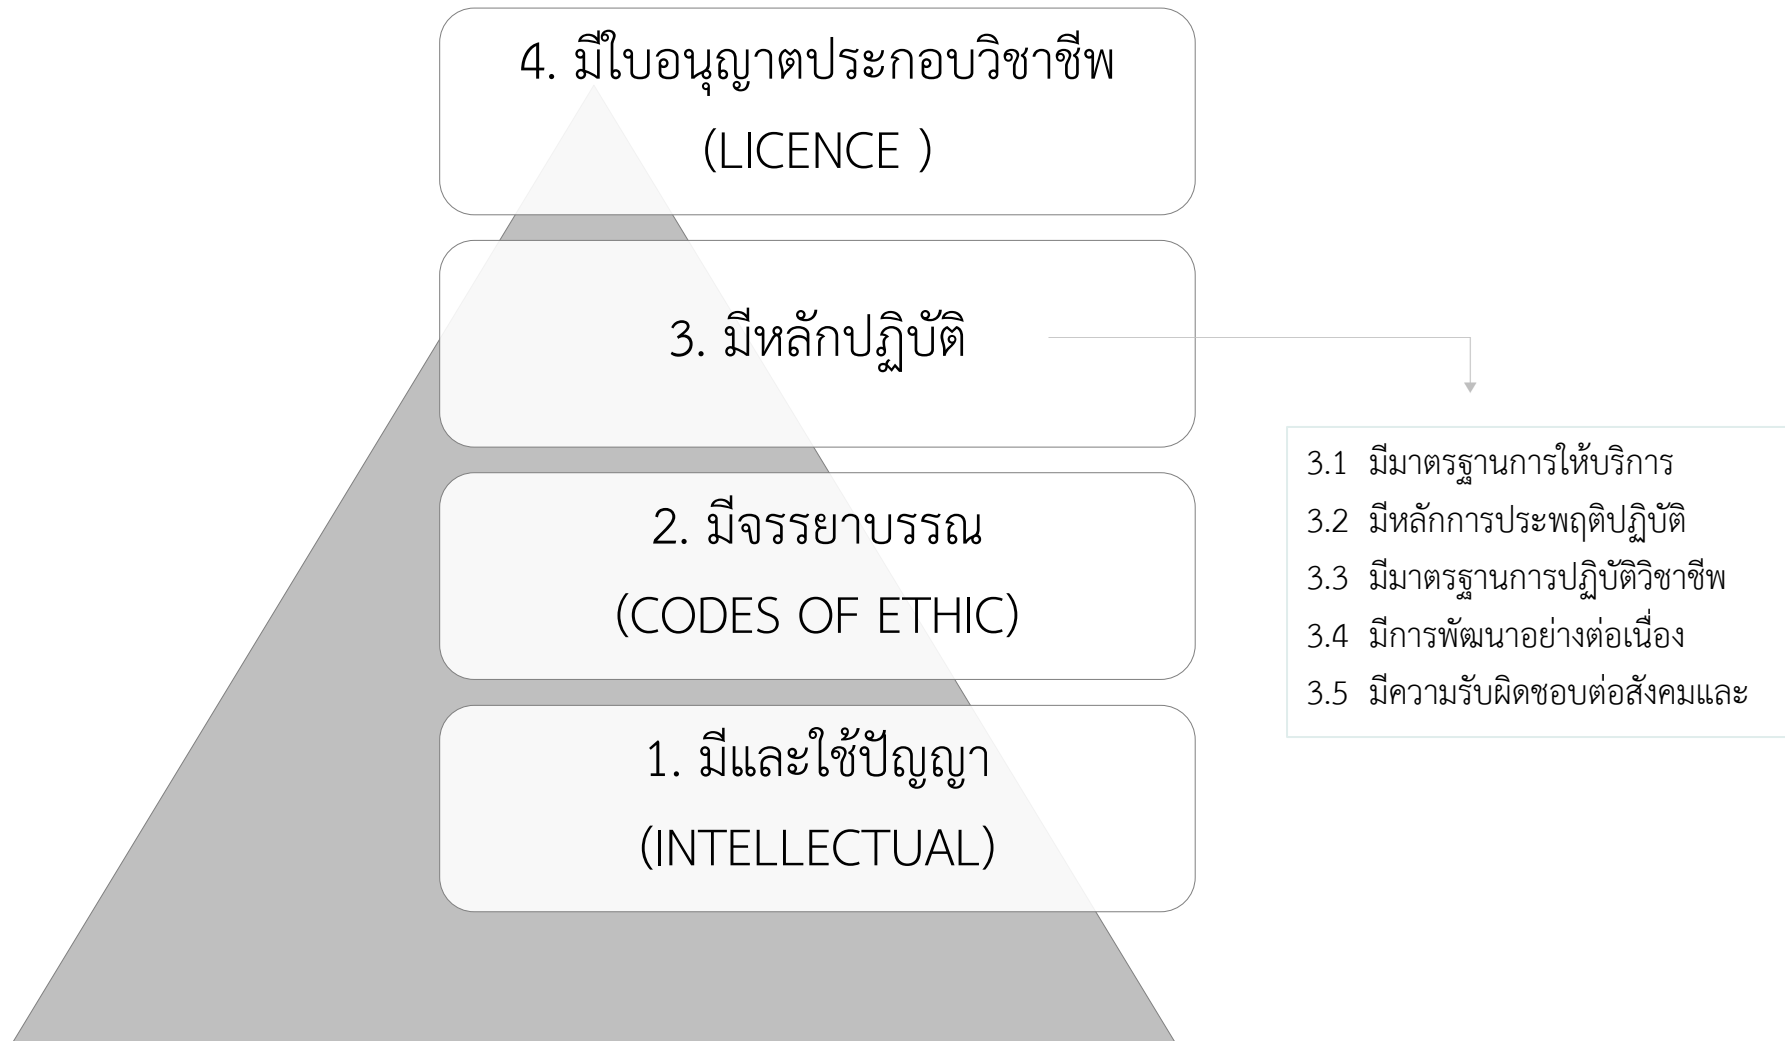 4. มีใบอนุญาตประกอบวิชาชีพ
(LICENCE )
3. มีหลักปฏิบัติ
2. มีจรรยาบรรณ
(CODES OF ETHIC)
1. มีและใช้ปัญญา
(INTELLECTUAL)
3.1 มีมาตรฐานการให้บริการ
3.2 มีหลักการประพฤติปฏิบัติ
3.3 มีมาตรฐานการปฏิบัติวิชาชีพ
3.4 มีการพัฒนาอย่างต่อเนื่อง
3.5 มีความรับผิดชอบต่อสังคมและ